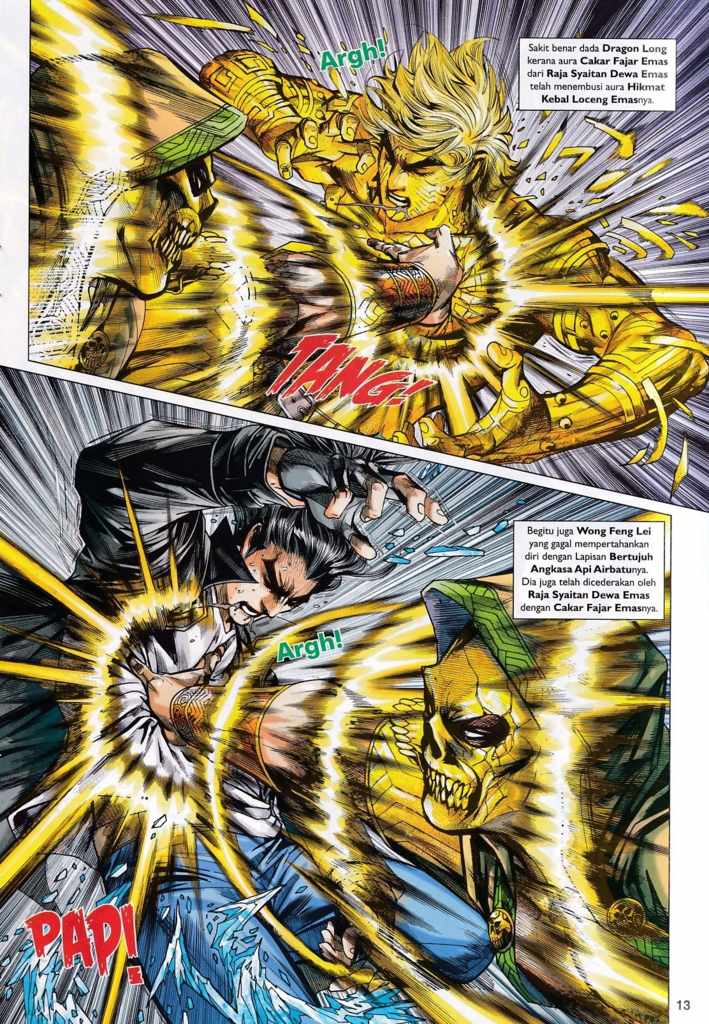 Argh!
Sakit benar dada Dragon Long
kerana aura Cakar Fajar Emas
dari Raja Syaitan Dewa Emas
telah menembusi aura Hikmat
Kebal Loceng Emasnya.
TANG!
Begitu juga Wong Feng Lei
yang gagal mempertahankan
diri dengan Lapisan Bertujuh
Angkasa Api Airbatunya.
Dia juga telah dicederakan oleh
Raja Syaitan Dewa Emas
dengan Cakar Fajar Emasnya.
Argh!
PAP!
13